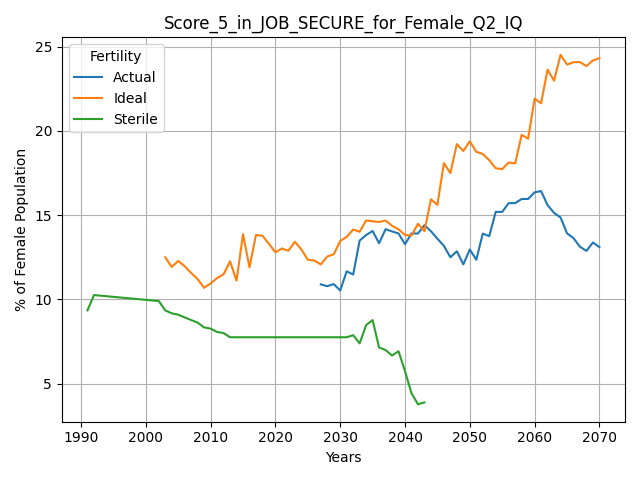 Score_5_in_JOB_SECURE_for_Female_Q2_IQ
Fertility
Actual
Ideal
Sterile
% of Female Population
25
20
15
10
5
1990 2000 2010 2020 2030 2040 2050 2060 2070
Years